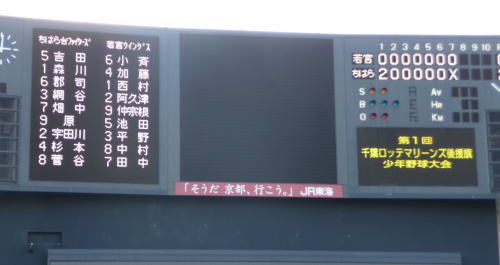 ちはら台ファイターズ
5 吉田
1 森川
6 郡司
3 網谷
7 畑中
9 原
2 宇田川
4 杉本
8 菅谷
若宮ウイングス
6 小斉
4 加藤
1 西村
2 阿久津
9 仲宗根
5 池田
3 平野
8 中村
7 田中
1 2 3 4 5 6 7 8 9 10
若宮 0000000
ちはら 200000X
S AV
B HR
O KM
第1回
千葉ロッテマリーンズ後援旗
少年野球大会
「そうだ 京都、行こう。」 JR東海